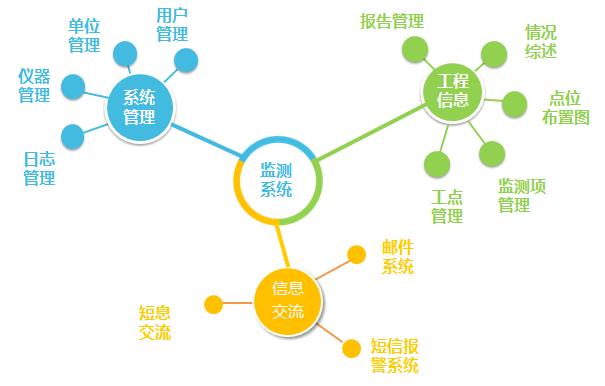 单位
管理
用户
管理
仪器
管理
日志
管理
系统
管理
监测
系统
报告管理
情况
综述
工程
信息
点位
布置图
监测项
管理
工点
管理
信息
交流
邮件
系统
短息
交流
短信报
警系统